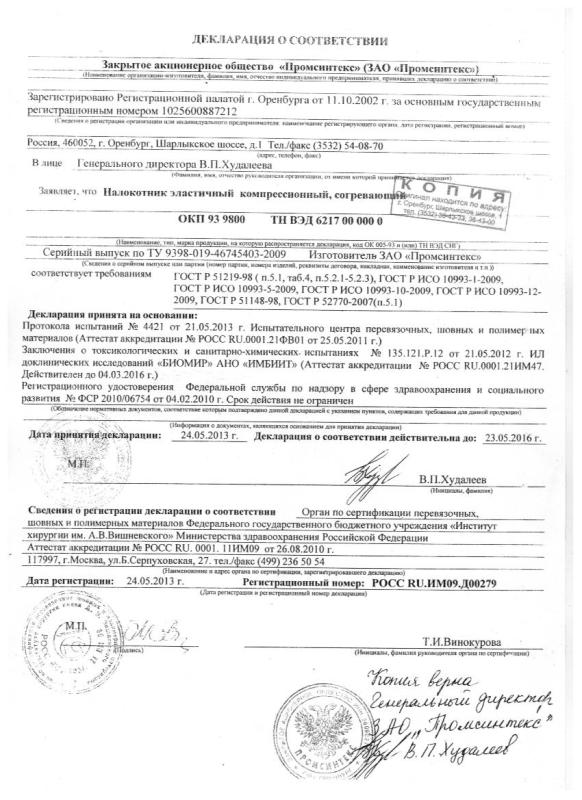 ДЕКЛАРАЦИЯ О СООТВЕТСТВИИ
Закрытое акционерное общество «Промсинтекс» (ЗАО «Промсинтекс»)
(Наименование организации-изготовителя, фамилия, имя, отчество индивидуального предпринимателя, принявших декларацию о соответствии)
Зарегистрировано Регистрационной палатой г. Оренбурга от 11.10.2002 г. за основным государственным
регистрационным номером 1025600887212
(Сведения о регистрации организации или индивидуального предпринимателя: наименование регистрирующего органа, дата регистрации, регистрационный номер)
Россия, 460052, г. Оренбург, Шарлыкское шоссе, д.1 Тел./факс (3532) 54-08-70
(адрес, телефон, факс)
В лице Генерального директора В.П.Худалеева
(Фамилия, имя, отчество руководителя организации, от имени которой принимается декларация)
Заявляет, что Налокотник эластичный компрессионный, согревающий
КОПИЯ
Оригинал находится по адресу:
г. Оренбург, Шарлыкское шоссе, 1
тел. (3532)
ОКП 93 9800 ТН ВЭД 6217 00 000 0
(Наименование, тип, марка продукции, на которую распространяется декларация, код ОК 005-93 и (или) ТН ВЭД СНГ)
Серийный выпуск по ТУ 9398-019-46745403-2009 Изготовитель ЗАО «Промсинтекс»
(Сведения о серийном выпуске или партии (номер партии, номера изделий, реквизиты договора, накладная, наименование изготовителя и т.п.))
соответствует требованиям ГОСТ Р 51219-98 ( п.5.1, таб.4, п.5.2.1-5.2.3), ГОСТ Р ИСО 10993-1-2009,
ГОСТ Р ИСО 10993-5-2009, ГОСТ Р ИСО 10993-10-2009, ГОСТ Р ИСО 10993-12-
2009, ГОСТ Р 51148-98, ГОСТ Р 52770-2007(п.5.1)
Декларация принята на основании:
Протокола испытаний № 4421 от 21.05.2013 г. Испытательного центра перевязочных, шовных и полимерных
материалов (Аттестат аккредитации № РОСС RU.0001.21ФВ01 от 25.05.2011 г.)
Заключения о токсикологических и санитарно-химических испытаниях № 135.121.Р.12 от 21.05.2012 г. ИЛ
доклинических исследований «БИОМИР» АНО «ИМБИИТ» (Аттестат аккредитации № РОСС RU.0001.21ИМ47.
Действителен до 04.03.2016 г.)
Регистрационного удостоверения Федеральной службы по надзору в сфере здравоохранения и социального
развития № ФСР 2010/06754 от 04.02.2010 г. Срок действия не ограничен
(Обозначение нормативных документов, соответствие которым подтверждено данной декларацией с указанием пунктов, содержащих требования для данной продукции)
(Информация о документах, являющихся основанием для принятия декларации)
Дата принятия декларации: 24.05.2013 г. Декларация о соответствии действительна до: 23.05.2016 г.
М.П.
В.П.Худалеев
(Инициалы, фамилия)
Сведения о регистрации декларации о соответствии Орган по сертификации перевязочных,
шовных и полимерных материалов Федерального государственного бюджетного учреждения «Институт
хирургии им. А.В.Вишневского» Министерства здравоохранения Российской Федерации
Аттестат аккредитации № РОСС RU. 0001. 11ИМ09 от 26.08.2010 г.
117997, г.Москва, ул.Б.Серпуховская, 27. тел./факс (499) 236 50 54
(Наименование и адрес органа по сертификации, зарегистрировавшего декларацию)
Дата регистрации: 24.05.2013 г. Регистрационный номер: РОСС RU.ИМ09.Д00279
(Дата регистрации и регистрационный номер декларации)
М.П.
(Подпись)
Т.И.Винокурова
(Инициалы, фамилия руководителя органа по сертификации)
Копия верна
Генеральный директор
ЗАО „Промсинтекс"
В.П.Худалеев
ПРОМСИНТЕКС